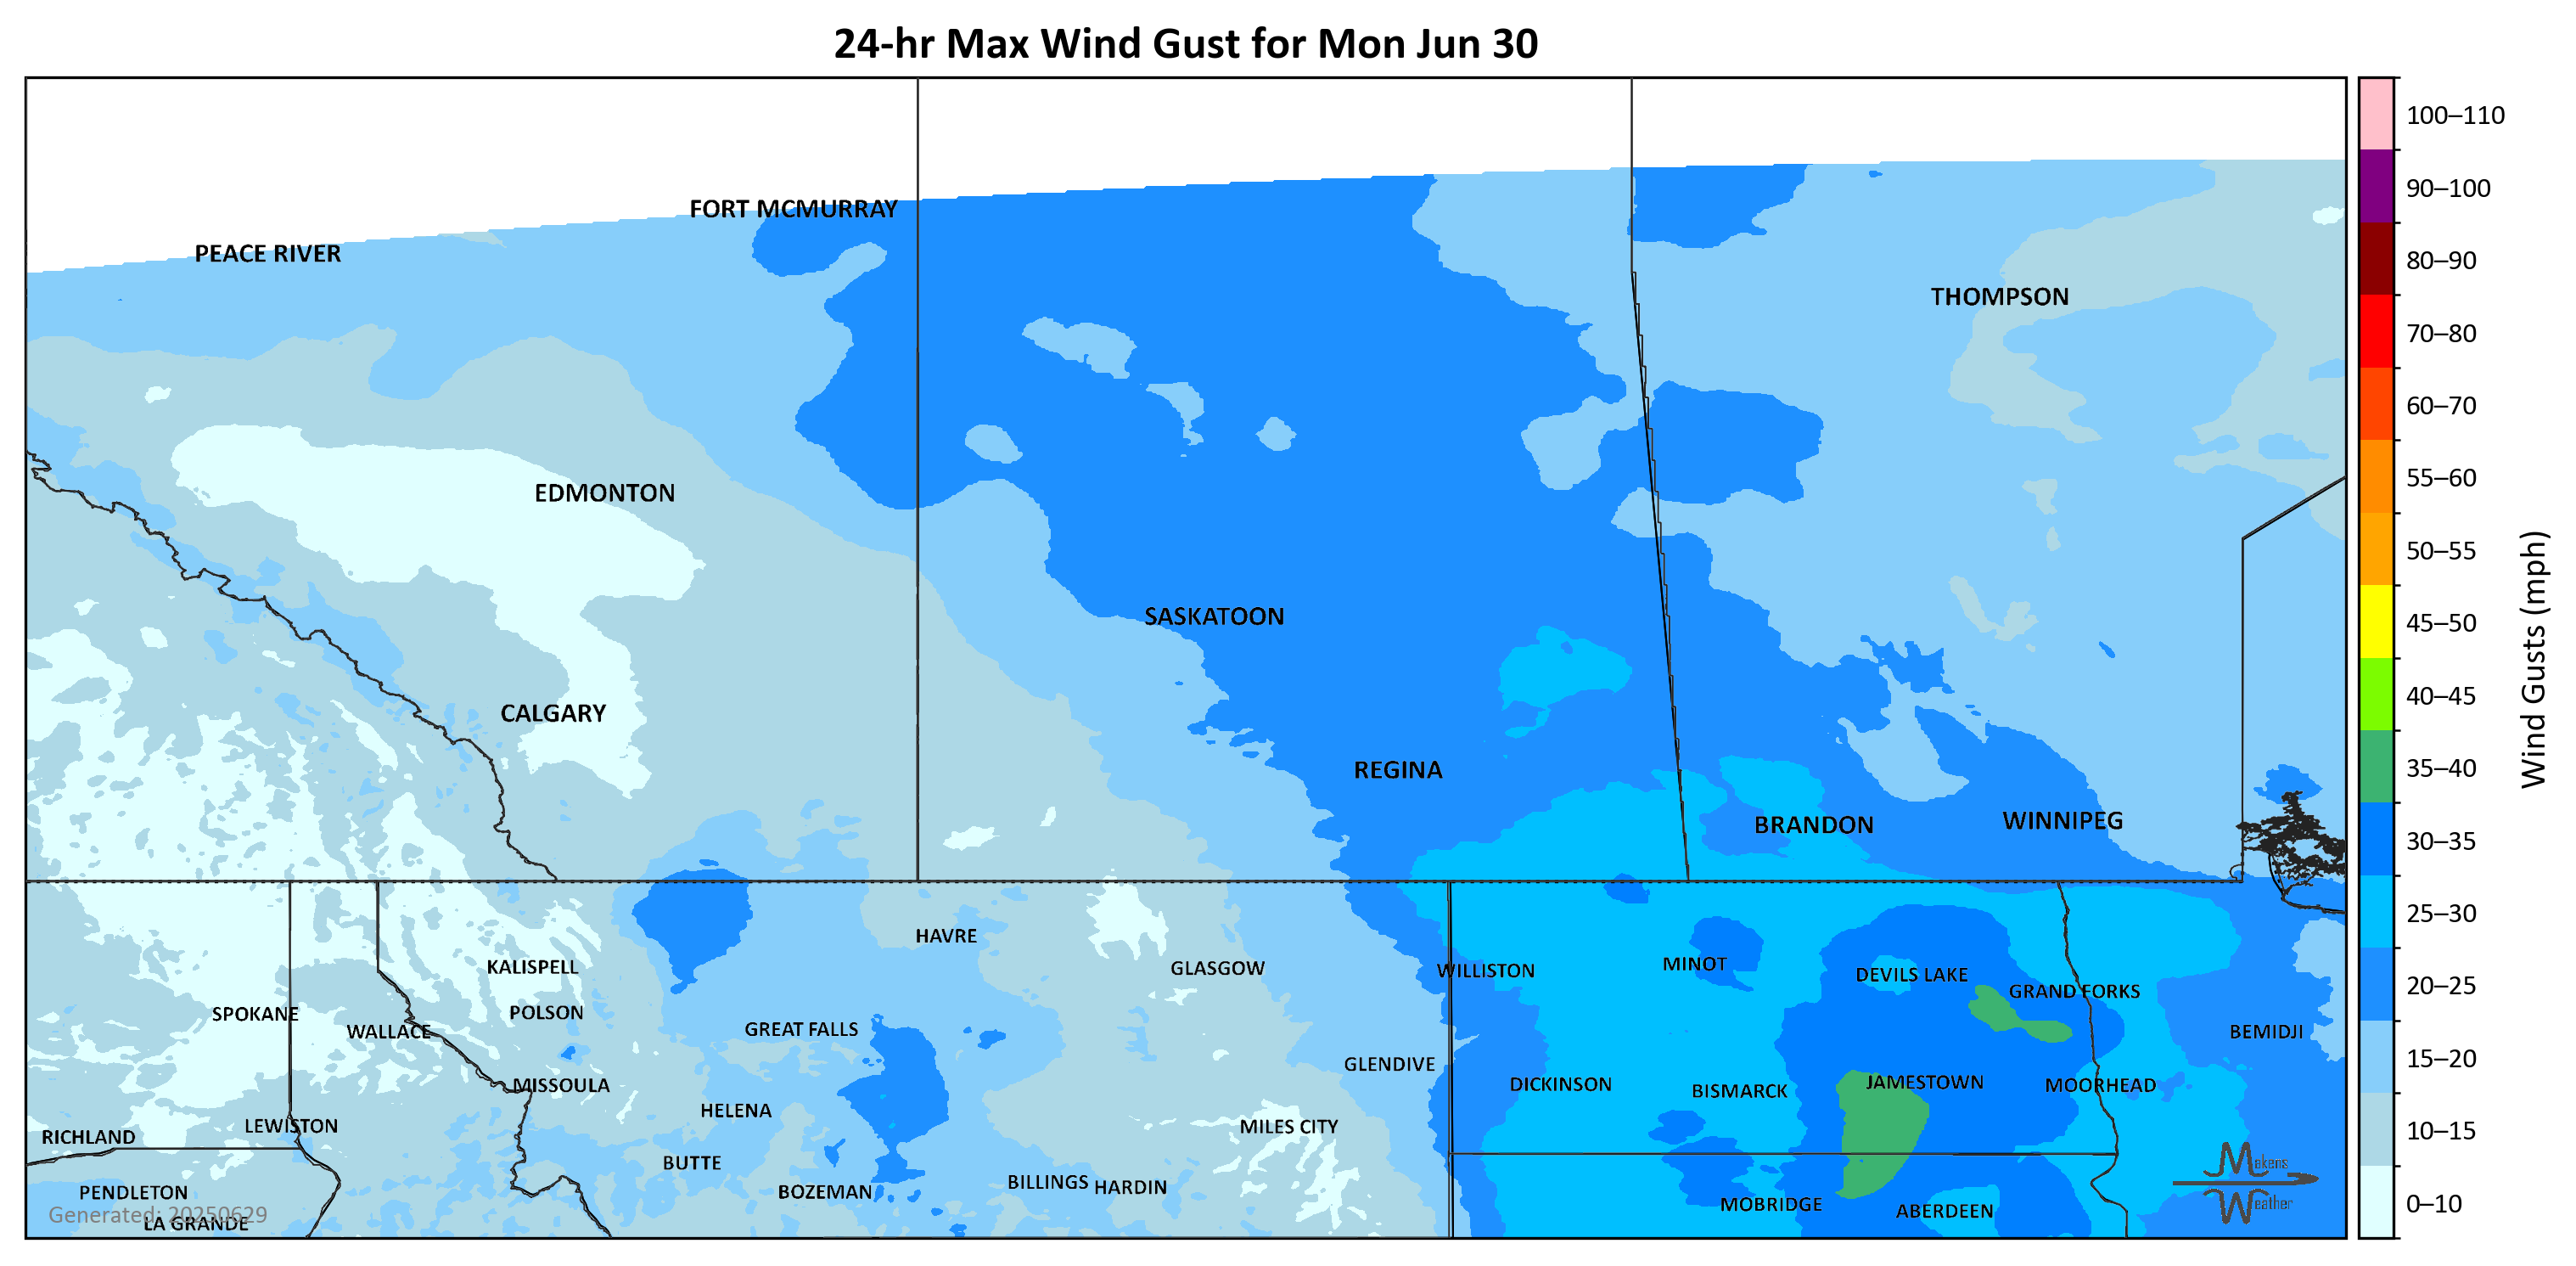 24-hr Max Wind Gust for Mon Jun 30
100–110
90–100
80–90
70–80
60–70
55–60
50–55
45–50
40–45
35–40
30–35
25–30
20–25
15–20
10–15
0–10
Wind Gusts (mph)
FORT MCMURRAY
PEACE RIVER
THOMPSON
EDMONTON
SASKATOON
CALGARY
REGINA
BRANDON
WINNIPEG
HAVRE
KALISPELL
GLASGOW
WILLISTON
MINOT
DEVILS LAKE
GRAND FORKS
SPOKANE
POLSON
WALLACE
GREAT FALLS
BEMIDJI
GLENDIVE
MISSOULA
DICKINSON
BISMARCK
JAMESTOWN
MOORHEAD
HELENA
LEWISTON
RICHLAND
MILES CITY
BUTTE
BOZEMAN
BILLINGS
HARDIN
PENDLETON
MOBRIDGE
ABERDEEN
Generated: 20250629
LA GRANDE
Makens
Weather